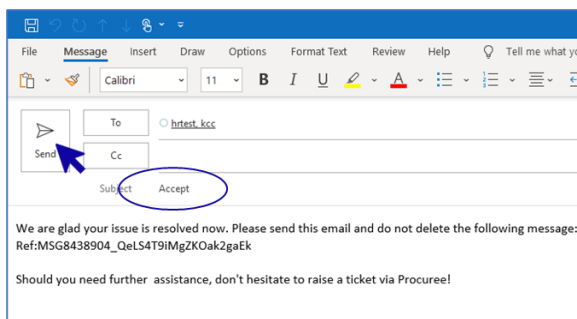 File Message Insert Draw Options Format Text Review Help Tell me what
Calibri 11 B I U A
To hrtest, kcc
Send
Cc
Subject Accept
We are glad your issue is resolved now. Please send this email and do not delete the following message:
Ref:MSG8438904_QeLS4T9iMgZKOak2gaEk
Should you need further assistance, don't hesitate to raise a ticket via Procuree!